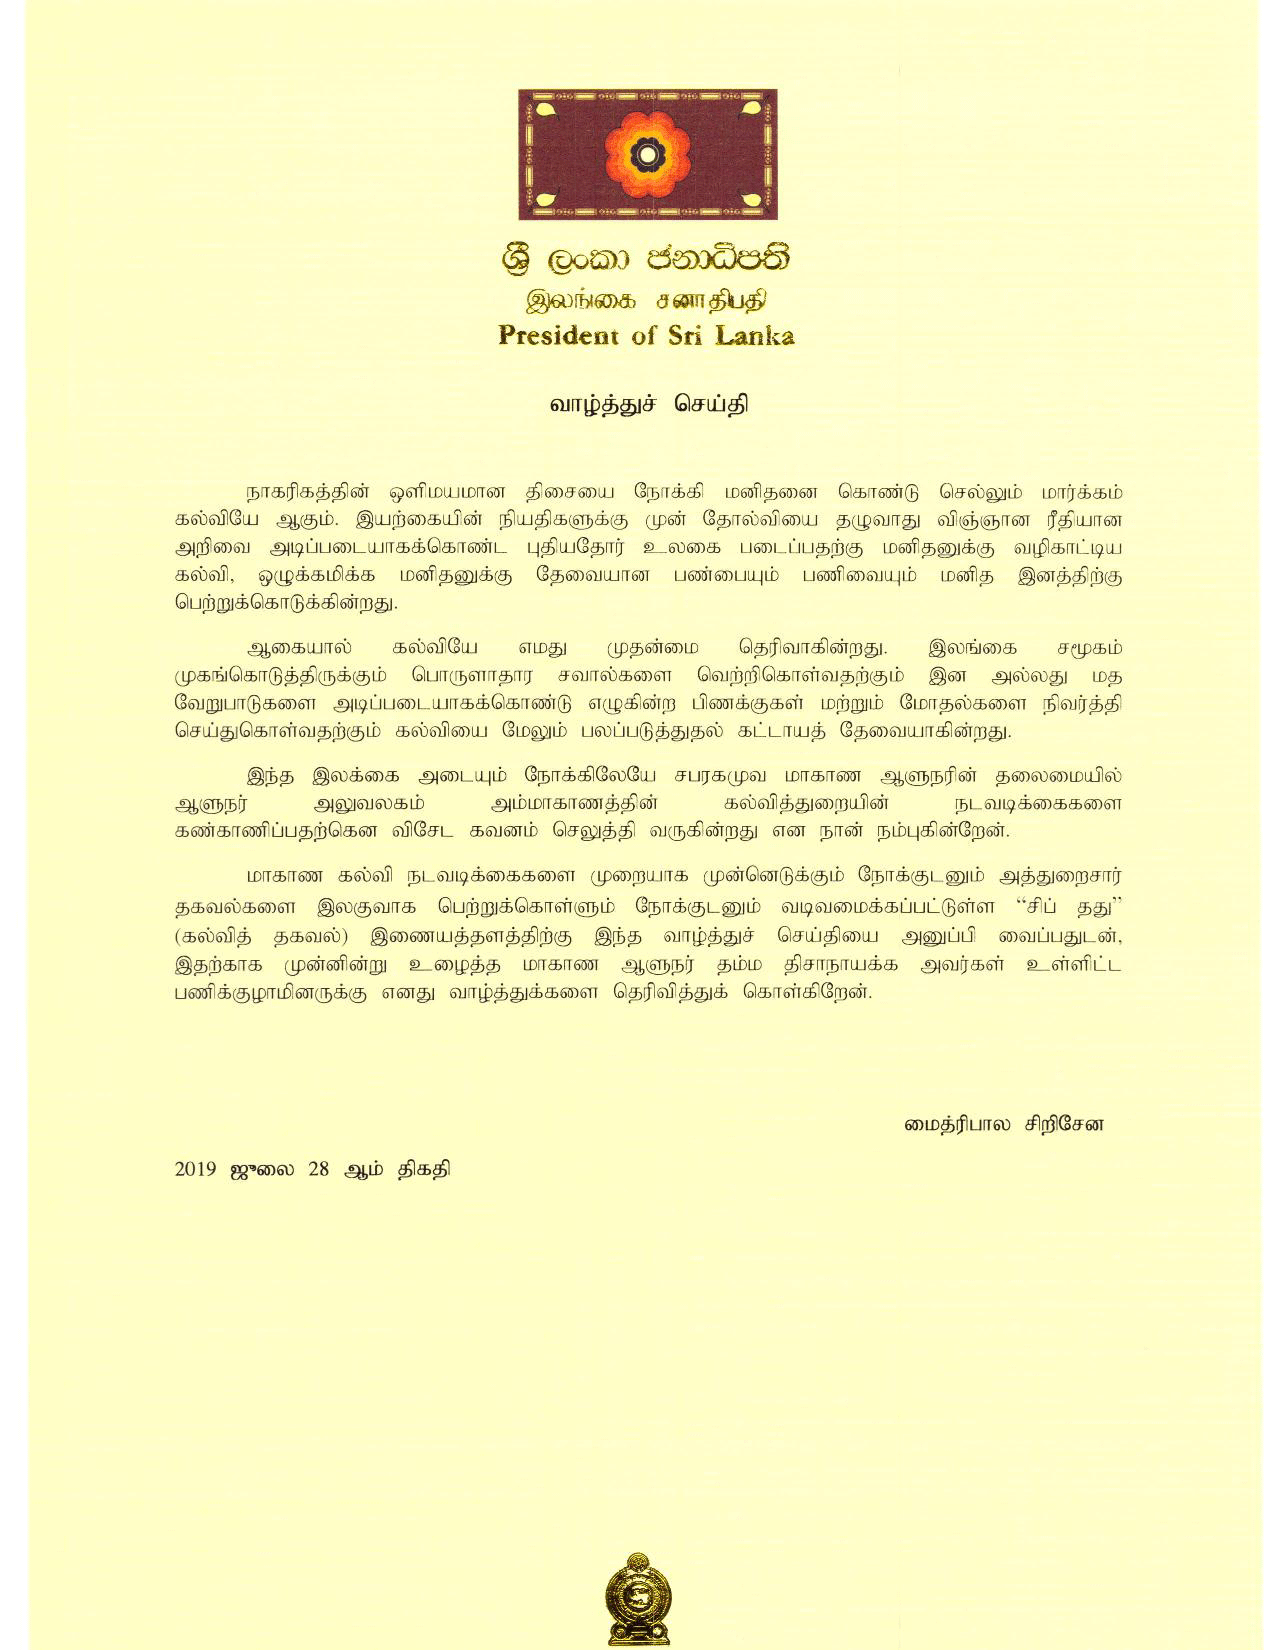 ශ්‍රී ලංකා ජනාධිපති
இலங்கை சனாதிபதி
President of Sri Lanka
வாழ்த்துச் செய்தி
நாகரிகத்தின் ஒளிமயமான திசையை நோக்கி மனிதனை கொண்டு செல்லும் மார்க்கம்
கல்வியே ஆகும். இயற்கையின் நியதிகளுக்கு முன் தோல்வியை தழுவாது விஞ்ஞான ரீதியான
அறிவை அடிப்படையாகக்கொண்ட புதியதோர் உலகை படைப்பதற்கு மனிதனுக்கு வழிகாட்டிய
கல்வி, ஒழுக்கமிக்க மனிதனுக்கு தேவையான பண்பையும் பணிவையும் மனித இனத்திற்கு
பெற்றுக்கொடுக்கின்றது.
ஆகையால் கல்வியே எமது முதன்மை தெரிவாகின்றது. இலங்கை சமூகம்
முகங்கொடுத்திருக்கும் பொருளாதார சவால்களை வெற்றிகொள்வதற்கும் இன அல்லது மத
வேறுபாடுகளை அடிப்படையாகக்கொண்டு எழுகின்ற பிணக்குகள் மற்றும் மோதல்களை நிவர்த்தி
செய்துகொள்வதற்கும் கல்வியை மேலும் பலப்படுத்துதல் கட்டாயத் தேவையாகின்றது.
இந்த இலக்கை அடையும் நோக்கிலேயே சபரகமுவ மாகாண ஆளுநரின் தலைமையில்
ஆளுநர் அலுவலகம் அம்மாகாணத்தின் கல்வித்துறையின் நடவடிக்கைகளை
கண்காணிப்பதற்கென விசேட கவனம் செலுத்தி வருகின்றது என நான் நம்புகின்றேன்.
மாகாண கல்வி நடவடிக்கைகளை முறையாக முன்னெடுக்கும் நோக்குடனும் அத்துறைசார்
தகவல்களை இலகுவாக பெற்றுக்கொள்ளும் நோக்குடனும் வடிவமைக்கப்பட்டுள்ள “சிப் தது”
(கல்வித் தகவல்) இணையத்தளத்திற்கு இந்த வாழ்த்துச் செய்தியை அனுப்பி வைப்பதுடன்,
இதற்காக முன்னின்று உழைத்த மாகாண ஆளுநர் தம்ம திசாநாயக்க அவர்கள் உள்ளிட்ட
பணிக்குழாமினருக்கு எனது வாழ்த்துக்களை தெரிவித்துக் கொள்கிறேன்.
மைத்ரிபால சிறிசேன
2019 ஜுலை 28 ஆம் திகதி